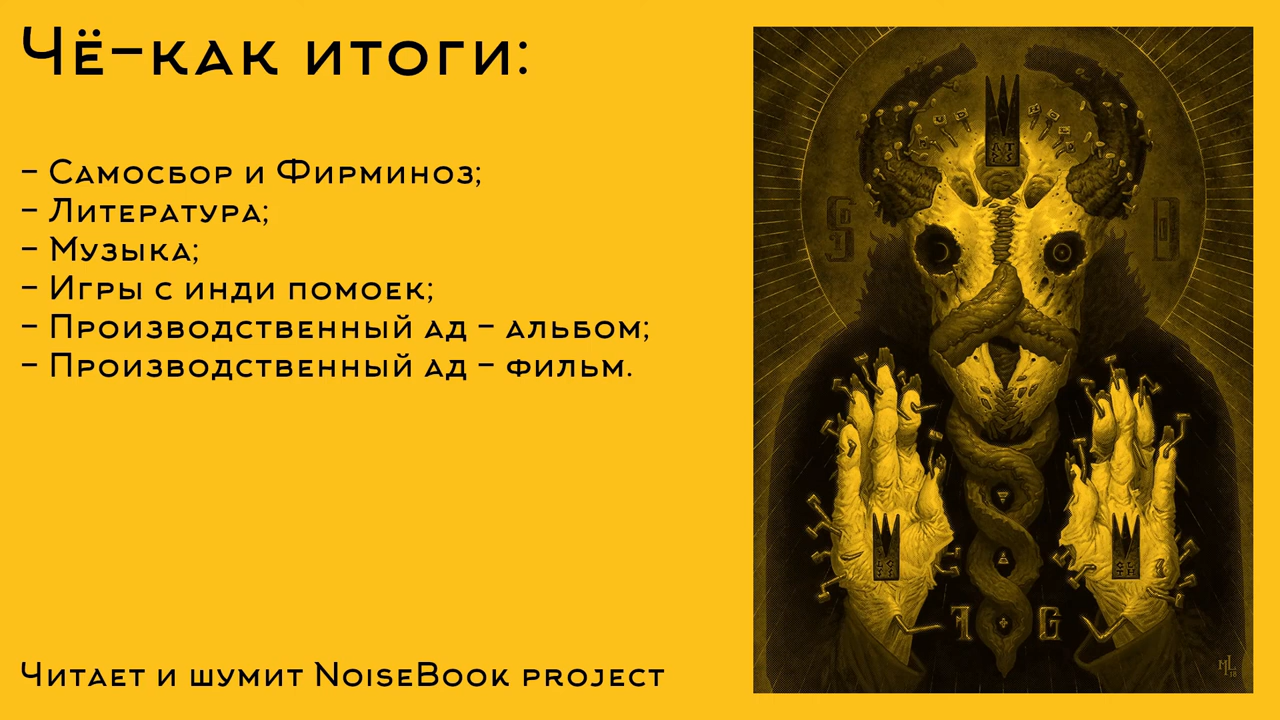 Чё-как итоги:
- Самосбор и Фирминоз;
- Литература;
- Музыка;
- Игры с инди помоек;
- Производственный ад - альбом;
- Производственный ад - фильм.
Читает и шумит NoiseBook project